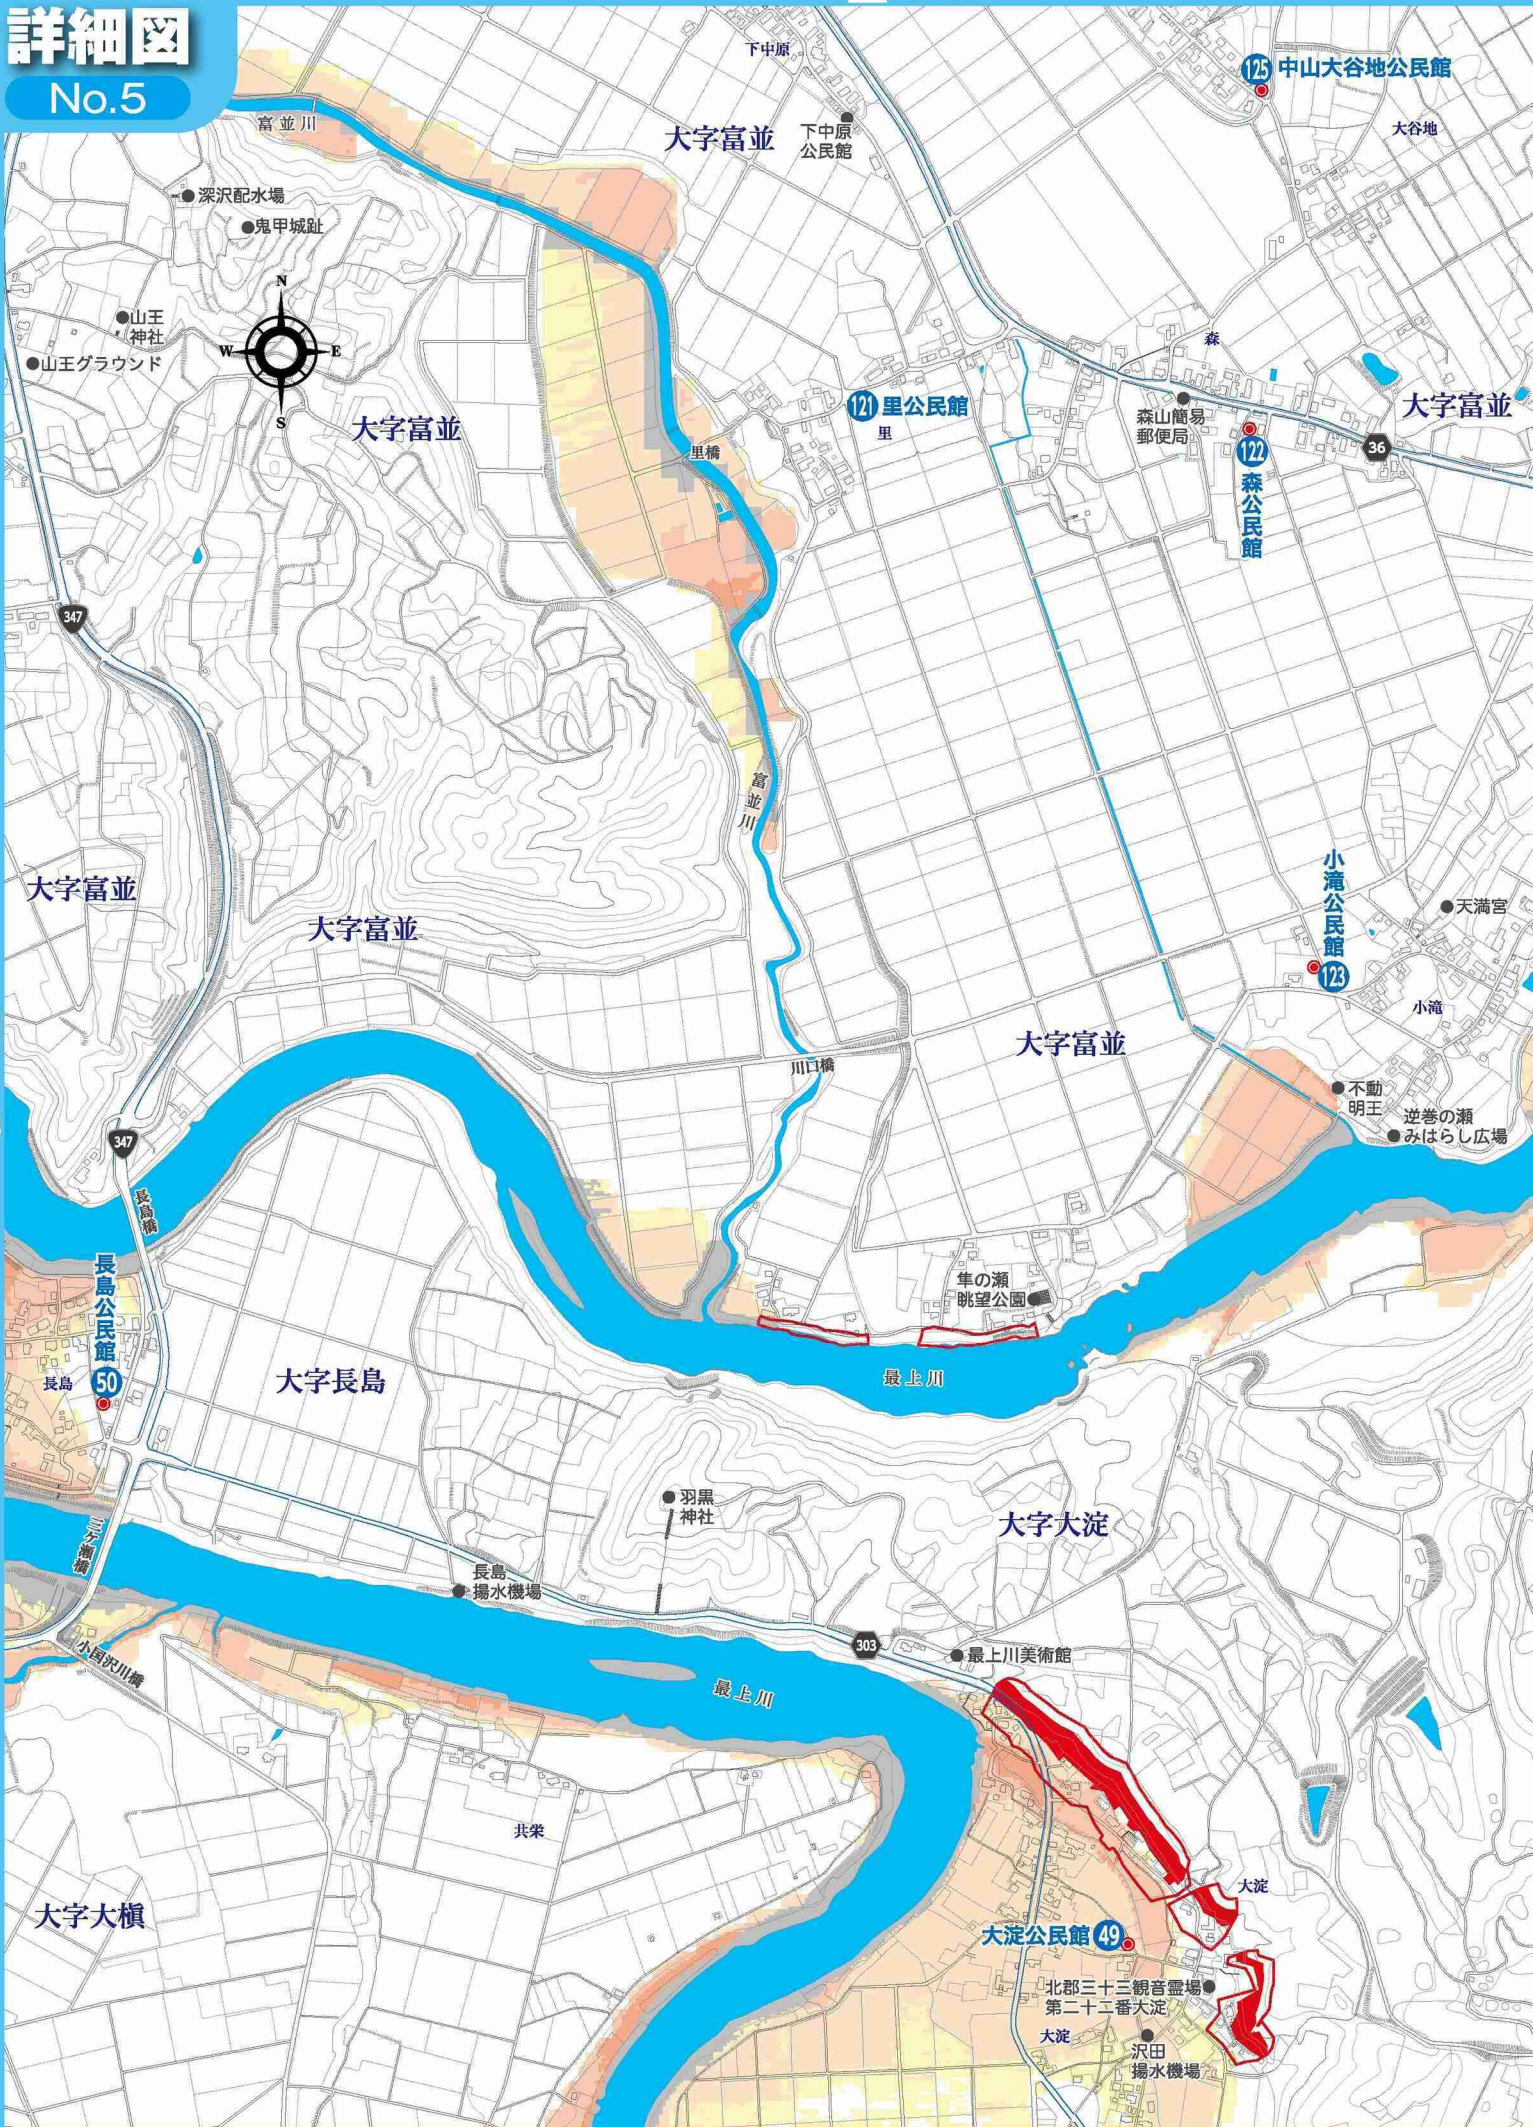 詳細図
No.5
下中原
125 中山大谷地公民館
富並川
大字富並
下中原
公民館
大谷地
深沢配水場
鬼甲城趾
N
W
E
S
山王
神社
山王グラウンド
森
121 里公民館
里
大字富並
大字富並
森山簡易
郵便局
36
122
森公民館
里橋
347
富並川
大字富並
大字富並
小滝公民館
123
天満宮
小滝
大字富並
川口橋
不動
明王
逆巻の瀬
みはらし広場
347
長島橋
長島公民館
50
長島
隼の瀬
眺望公園
大字長島
最上川
羽黒
神社
大字大淀
三ケ瀬橋
長島
揚水機場
小国沢川橋
303
最上川美術館
最上川
共栄
大字大槇
大淀
大淀公民館 49
北郡三十三観音霊場
第二十二番大淀
大淀
沢田
揚水機場